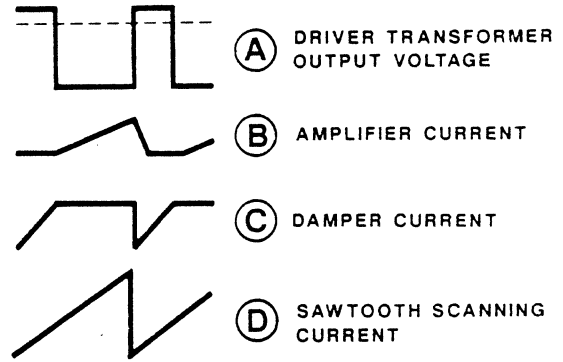 A DRIVER TRANSFORMER
OUTPUT VOLTAGE
B AMPLIFIER CURRENT
C DAMPER CURRENT
D SAWTOOTH SCANNING
CURRENT